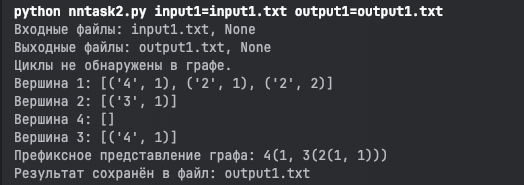 python nntask2.py input1=input1.txt output1=output1.txt
Входные файлы: input1.txt, None
Выходные файлы: output1.txt, None
Циклы не обнаружены в графе.
Вершина 1: [('4', 1), ('2', 1), ('2', 2)]
Вершина 2: [('3', 1)]
Вершина 4: []
Вершина 3: [('4', 1)]
Префиксное представление графа: 4(1, 3(2(1, 1)))
Результат сохранён в файл: output1.txt